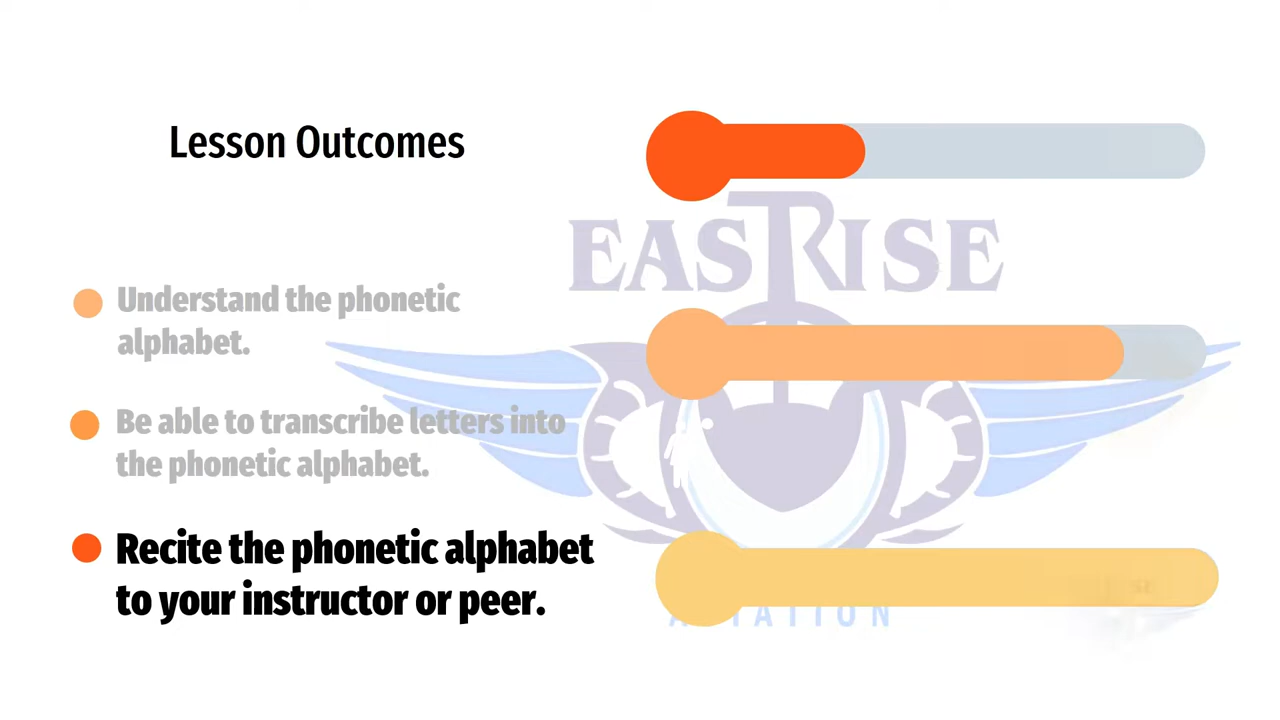 Lesson Outcomes
EASTRISE
Understand the phonetic
alphabet.
Be able to transcribe letters into
the phonetic alphabet.
Recite the phonetic alphabet
to your instructor or peer.
AVIATION